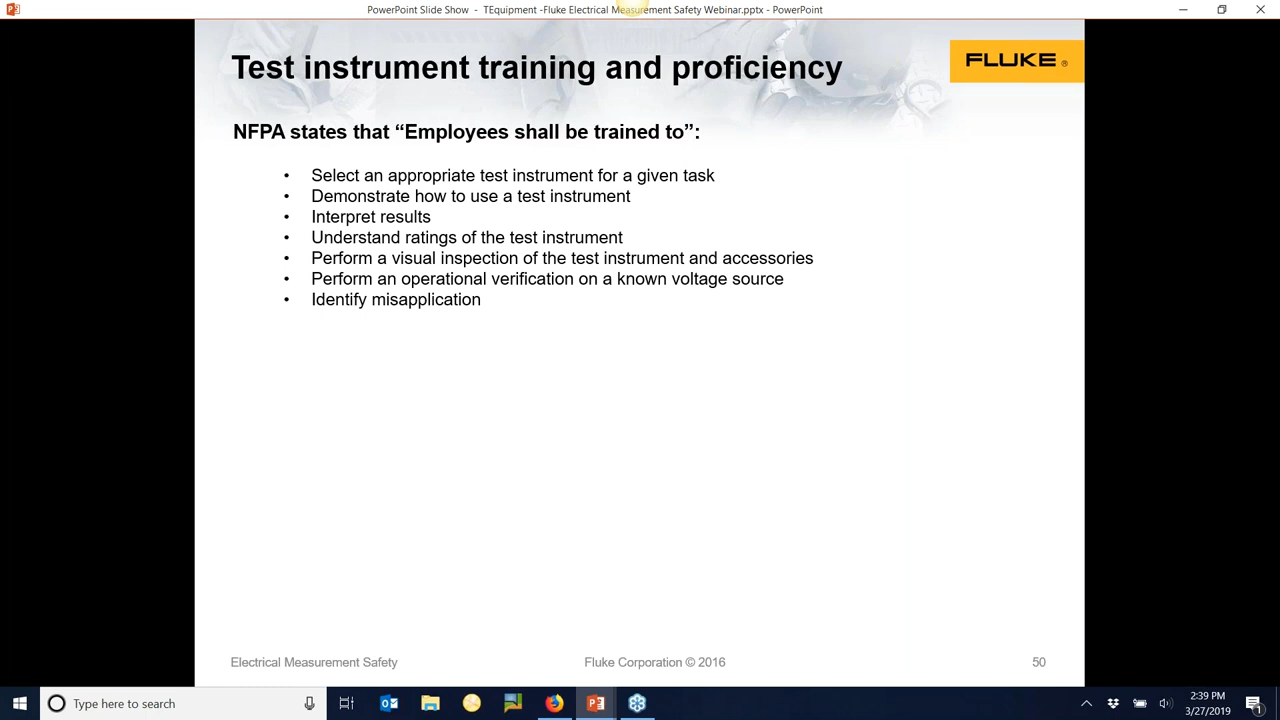 PowerPoint Slide Show - TEquipment -Fluke Electrical Measurement Safety Webinar.pptx - PowerPoint
Test instrument training and proficiency
FLUKE ®
NFPA states that “Employees shall be trained to”:
• Select an appropriate test instrument for a given task
• Demonstrate how to use a test instrument
• Interpret results
• Understand ratings of the test instrument
• Perform a visual inspection of the test instrument and accessories
• Perform an operational verification on a known voltage source
• Identify misapplication
Electrical Measurement Safety
Fluke Corporation © 2016
50
Type here to search
2:39 PM
3/27/2019
1